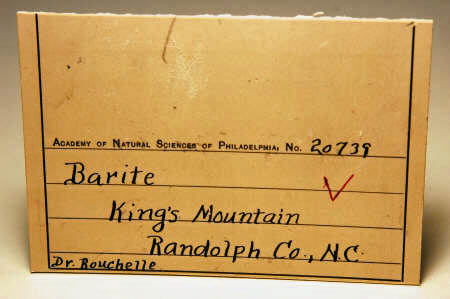 Academy of Natural Sciences of Philadelphia, No. 20739
Barite
King's Mountain
Randolph Co., N.C.
Dr. Rouchelle